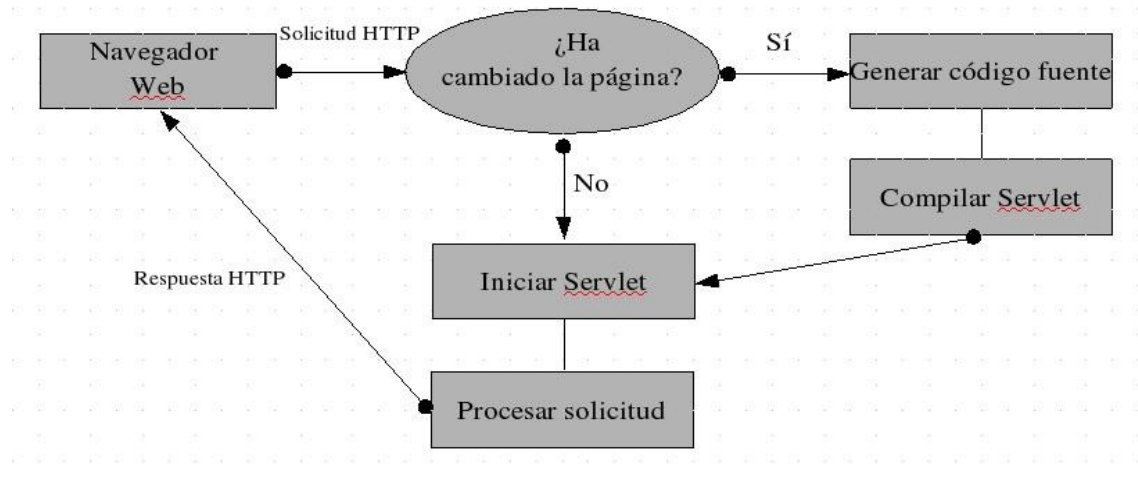 Navegador
Web
Solicitud HTTP
¿Ha
cambiado la página?
Sí
Generar código fuente
Compilar Servlet
No
Iniciar Servlet
Respuesta HTTP
Procesar solicitud